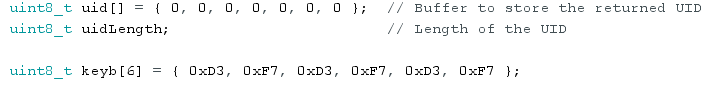 uint8_t uid[] = { 0, 0, 0, 0, 0, 0, 0 };  // Buffer to store the returned UID
uint8_t uidLength;                        // Length of the UID
uint8_t keyb[6] = { 0xD3, 0xF7, 0xD3, 0xF7, 0xD3, 0xF7 };